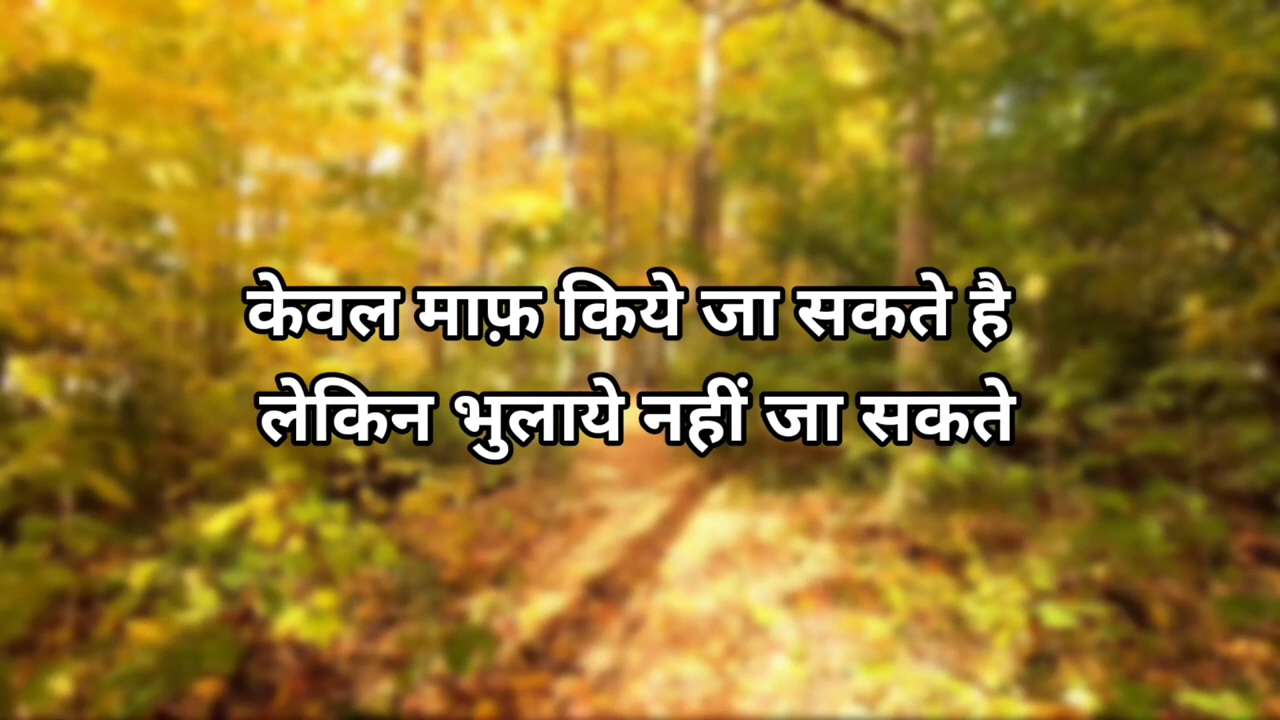 केवल माफ़ किये जा सकते है
लेकिन भुलाये नहीं जा सकते